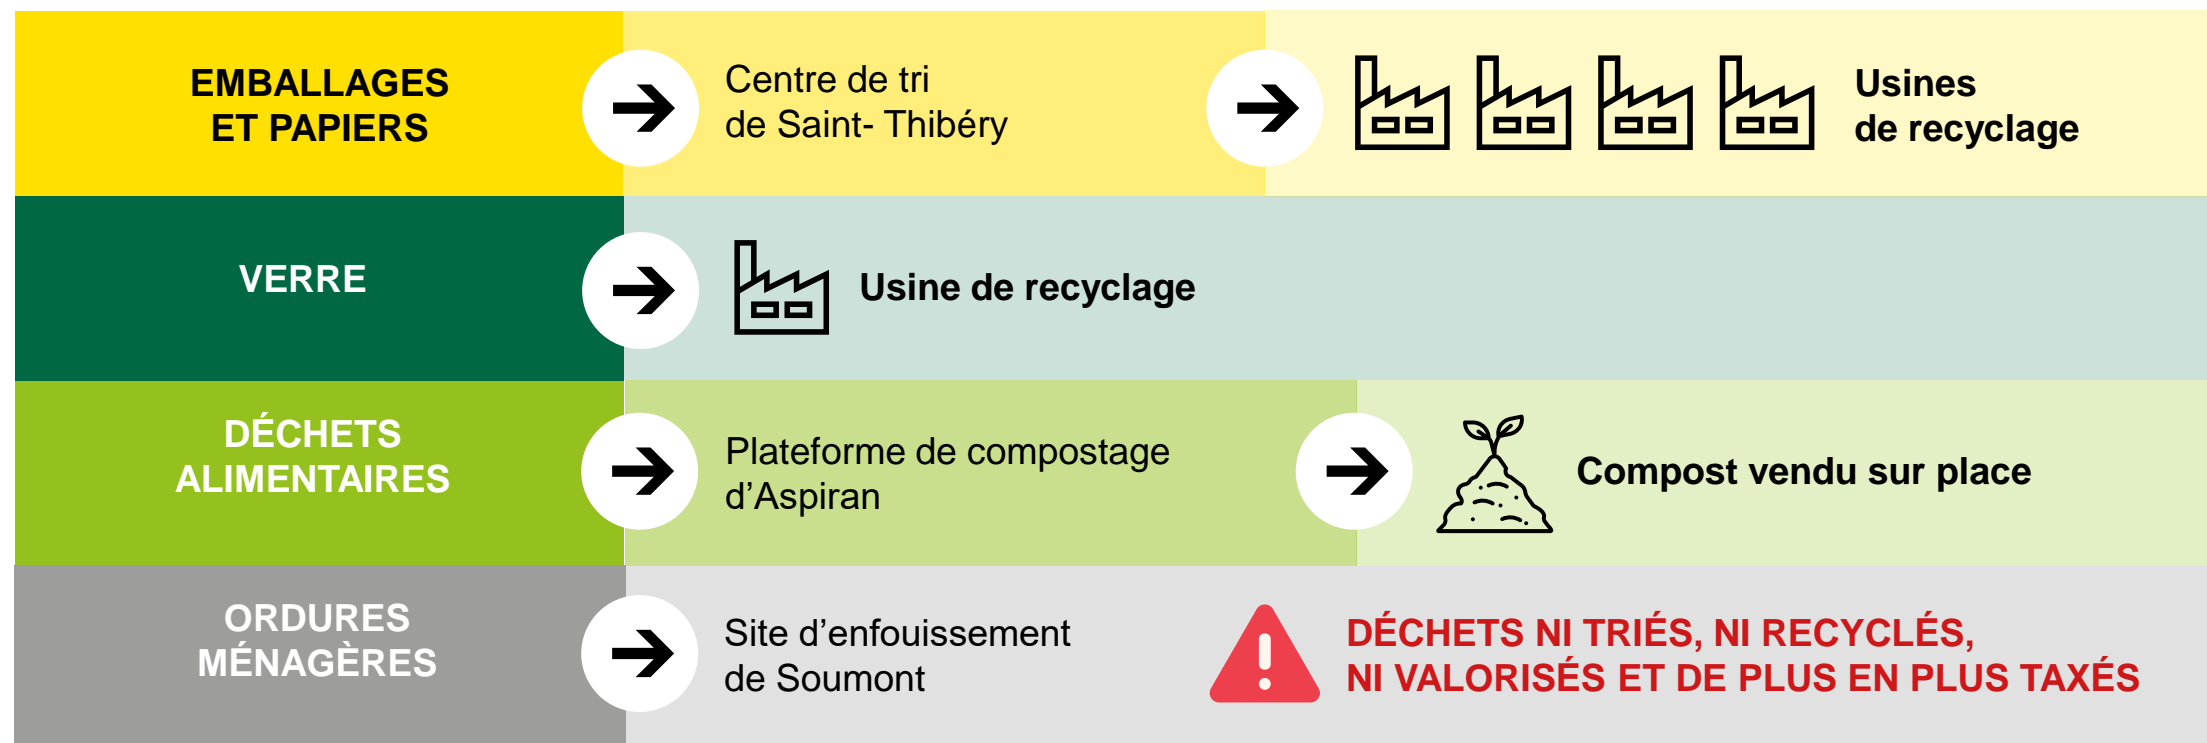 EMBALLAGES
ET PAPIERS
Centre de tri
de Saint- Thibéry
Usines
de recyclage
VERRE
Usine de recyclage
DÉCHETS
ALIMENTAIRES
Plateforme de compostage
d’Aspiran
Compost vendu sur place
ORDURES
MÉNAGÈRES
Site d’enfouissement
de Soumont
DÉCHETS NI TRIÉS, NI RECYCLÉS,
NI VALORISÉS ET DE PLUS EN PLUS TAXÉS